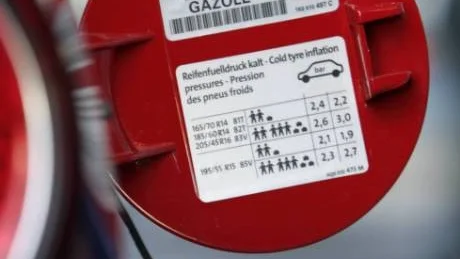 GAZOLE
Reifenfuelldruck kalt - Cold tyre inflation
pressures - Pression
des pneus froids
bar
165/70 R14 81T 2,4 2,2
185/60 R14 82T 2,6 3,0
205/45 R16 83V 2,1 1,9
195/55 R15 85V 2,3 2,7